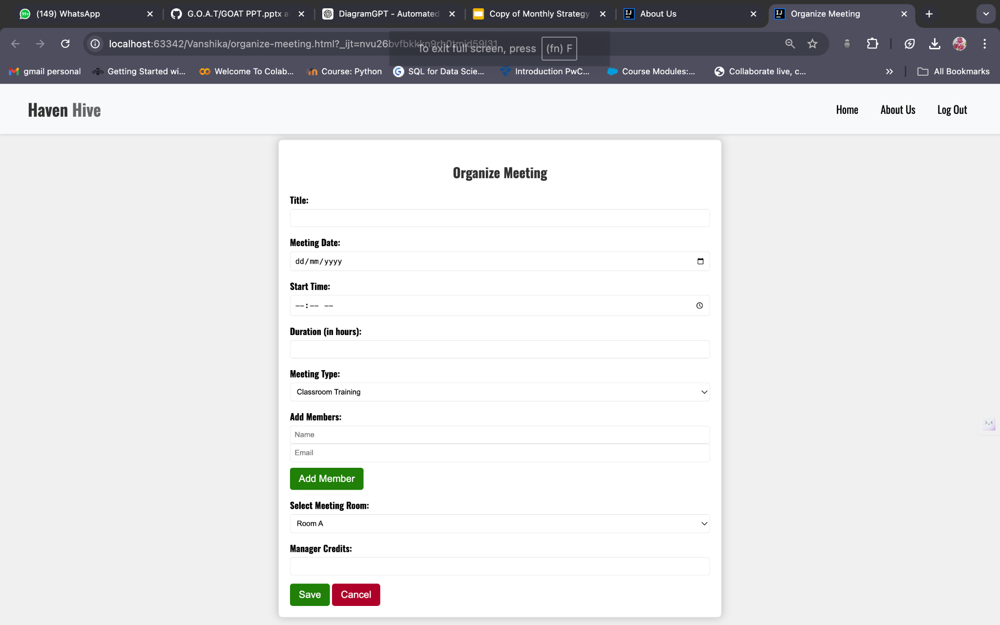 (149) WhatsApp
G.O.A.T/GOAT PPT.pptx a
DiagramGPT - Automated
Copy of Monthly Strategy
About Us
Organize Meeting
localhost:63342/Vanshika/organize-meeting.html?_ijt=nvu26bvfbkkkn9rh0tmjd59l31
To exit full screen, press (fn) F
gmail personal
Getting Started wi...
Welcome To Colab...
Course: Python
SQL for Data Scie...
Introduction PwC...
Course Modules:...
Collaborate live, c...
All Bookmarks
Haven Hive
Home
About Us
Log Out
Organize Meeting
Title:
Meeting Date:
dd/mm/yyyy
Start Time:
--:-- --
Duration (in hours):
Meeting Type:
Classroom Training
Add Members:
Name
Email
Add Member
Select Meeting Room:
Room A
Manager Credits:
Save
Cancel